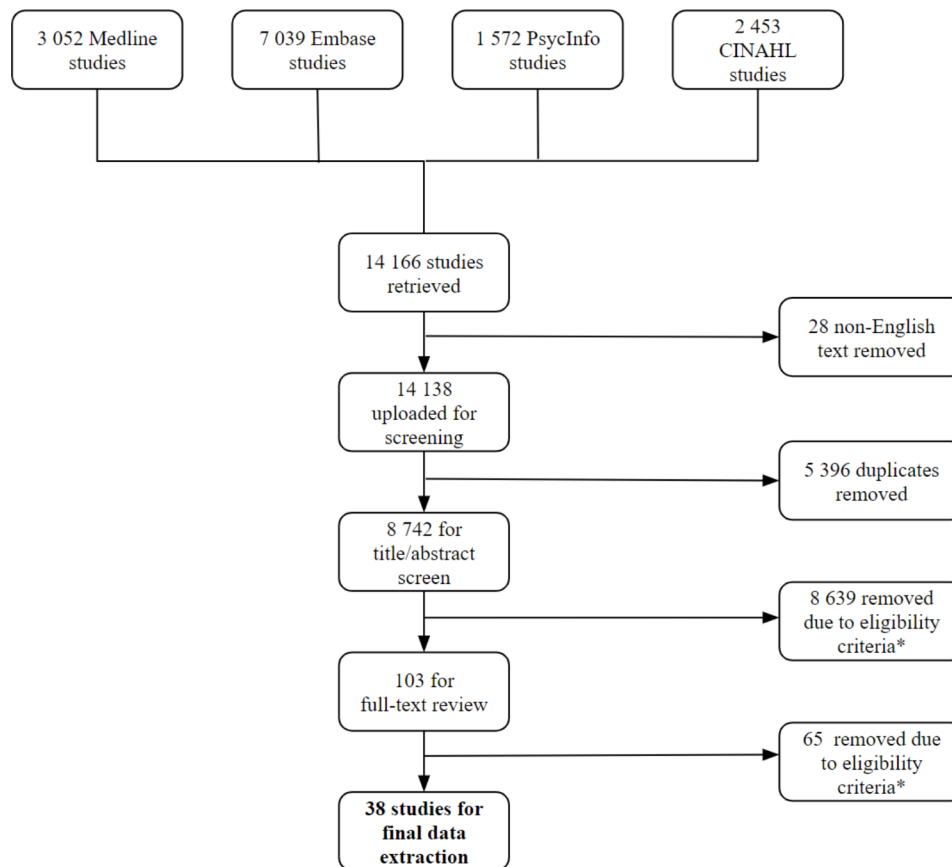 3 052 Medline
studies
7 039 Embase
studies
1 572 PsycInfo
studies
2 453
CINAHL
studies
14 166 studies
retrieved
28 non-English
text removed
14 138
uploaded for
screening
5 396 duplicates
removed
8 742 for
title/abstract
screen
8 639 removed
due to eligibility
criteria*
103 for
full-text review
65 removed due
to eligibility
criteria*
38 studies for
final data
extraction